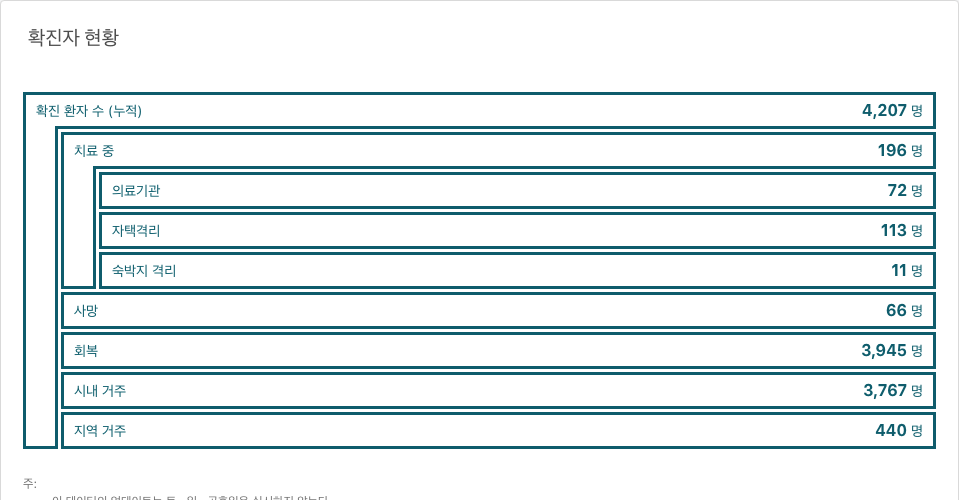 확진자 현황
확진 환자 수 (누적) 4,207 명
치료 중 196 명
의료기관 72 명
자택격리 113 명
숙박지 격리 11 명
사망 66 명
회복 3,945 명
시내 거주 3,767 명
지역 거주 440 명
주: